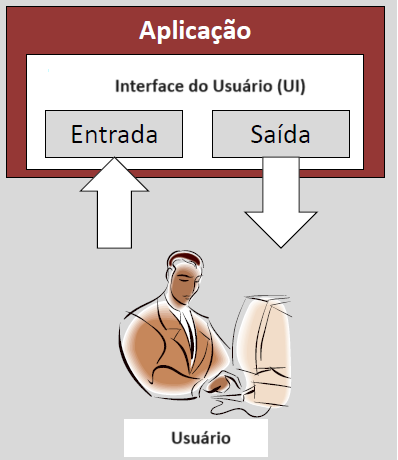 Aplicação
Interface do Usuário (UI)
Entrada
Saída
Usuário